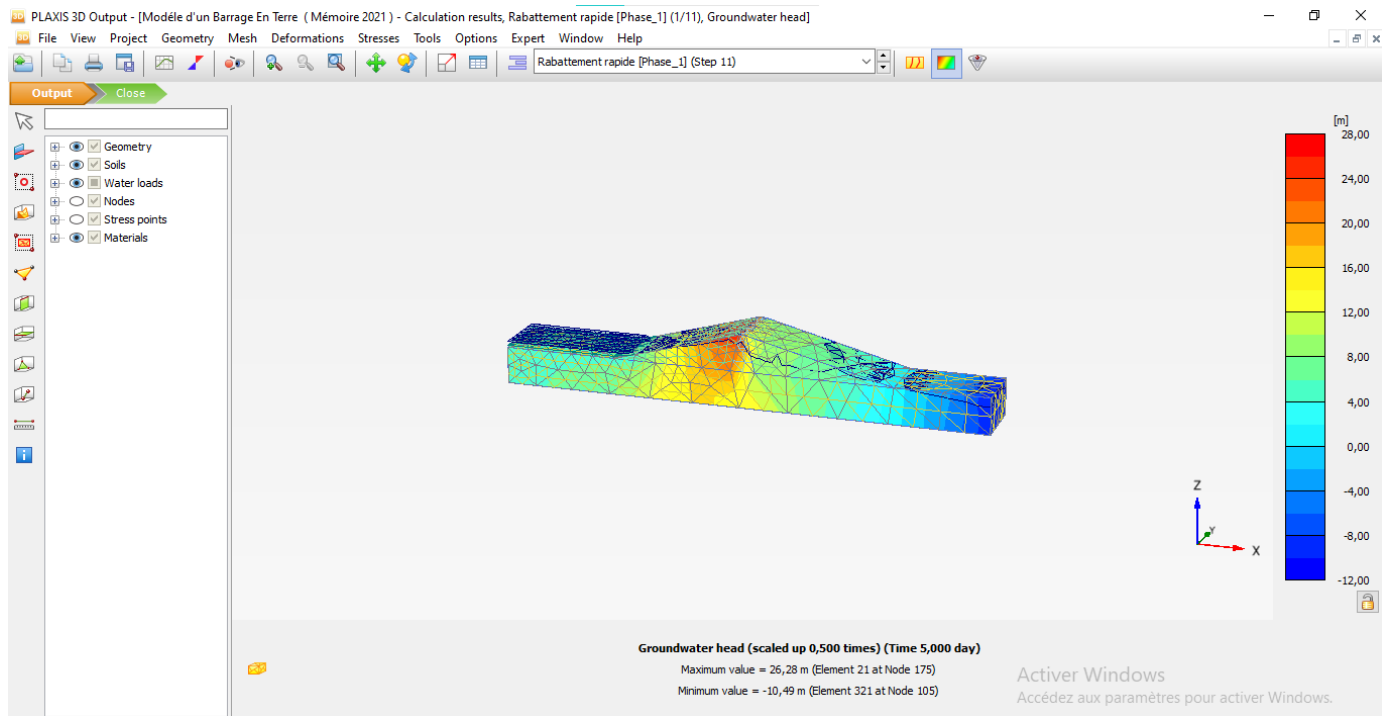 PLAXIS 3D Output - [Modéle d'un Barrage En Terre ( Mémoire 2021 ) - Calculation results, Rabattement rapide [Phase_1] (1/11), Groundwater head]
File View Project Geometry Mesh Deformations Stresses Tools Options Expert Window Help
Rabattement rapide [Phase_1] (Step 11)
Output Close
Geometry
Soils
Water loads
Nodes
Stress points
Materials
[m]
28,00
24,00
20,00
16,00
12,00
8,00
4,00
0,00
-4,00
-8,00
-12,00
Z
Y
X
Groundwater head (scaled up 0,500 times) (Time 5,000 day)
Maximum value = 26,28 m (Element 21 at Node 175)
Minimum value = -10,49 m (Element 321 at Node 105)
Activer Windows
Accédez aux paramètres pour activer Windows.